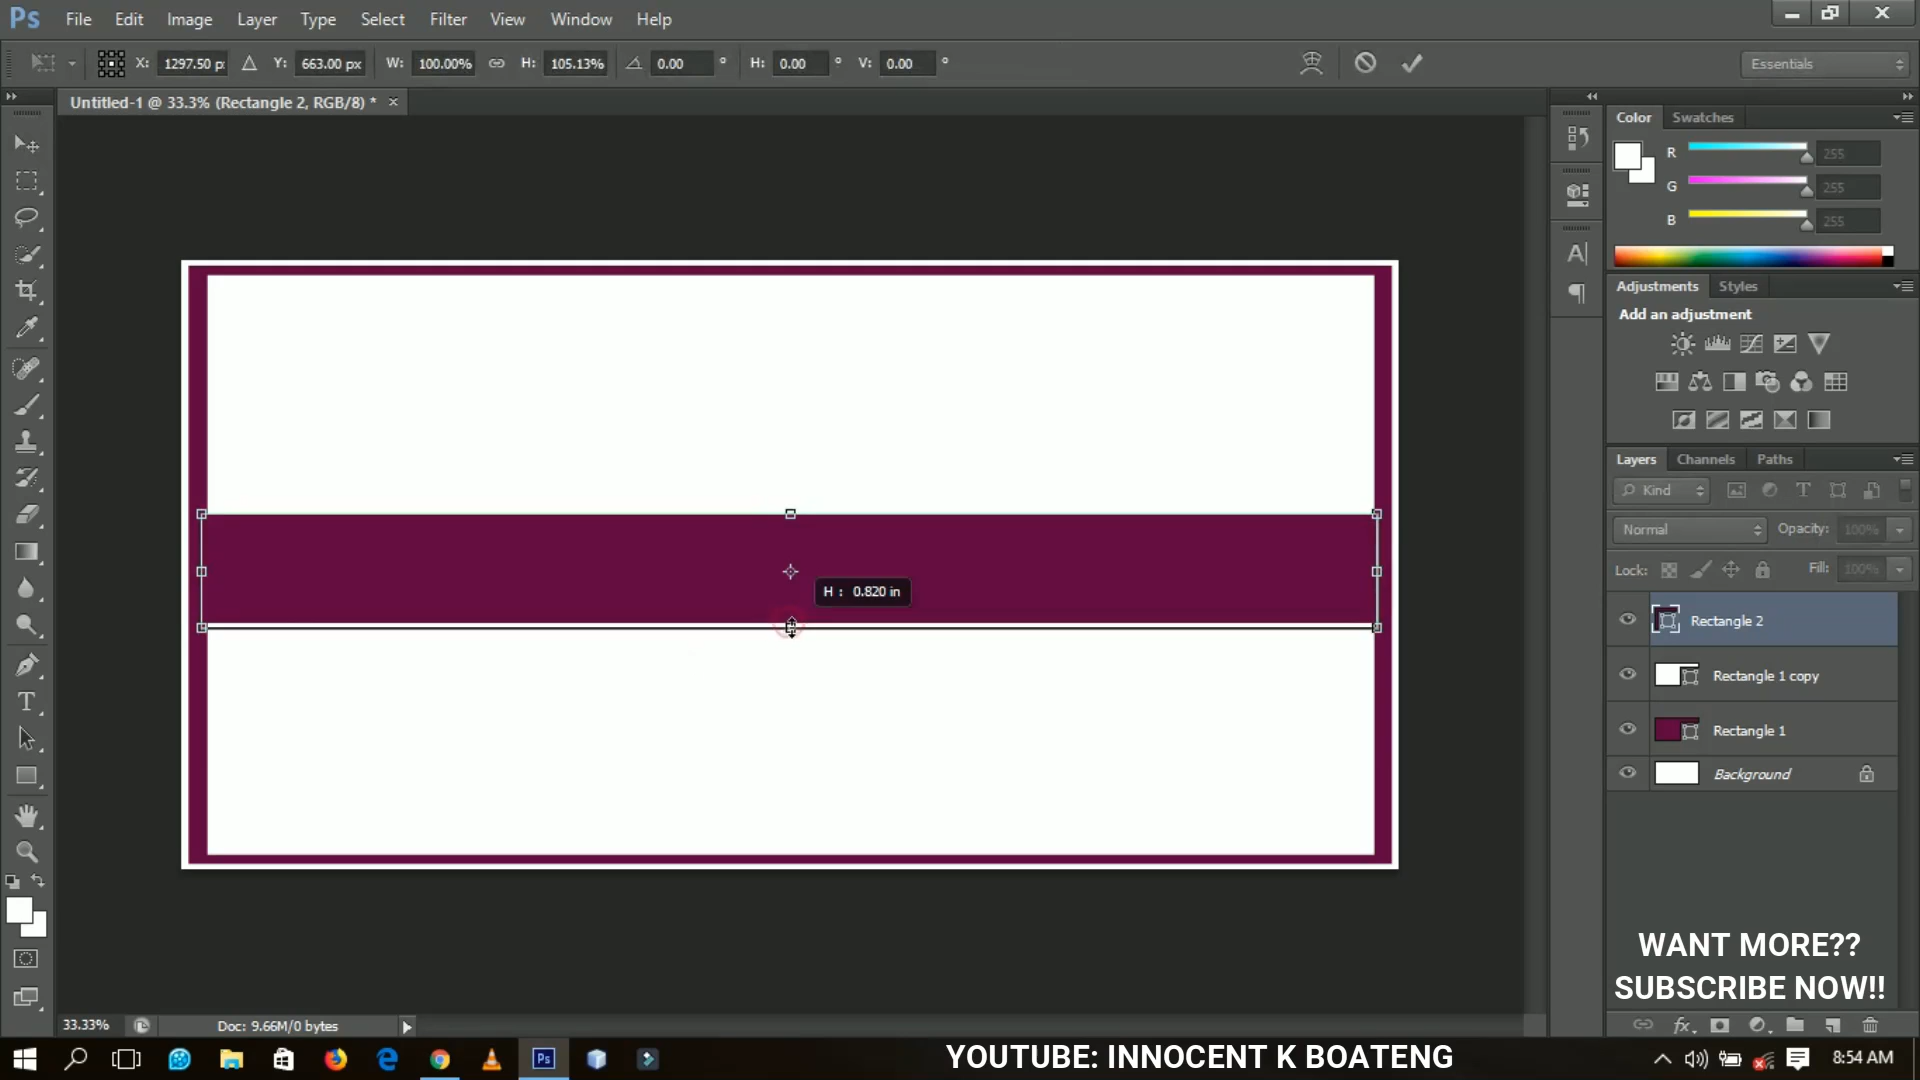 Ps File Edit Image Layer Type Select Filter View Window Help
X: 1297.50 p Y: 663.00 px W: 100.00% H: 105.13% 0.00 ° H: 0.00 ° V: 0.00 ° Essentials
Untitled-1 @ 33.3% (Rectangle 2, RGB/8) * ×
Color Swatches
R 255
G 255
B 255
Adjustments Styles
Add an adjustment
Layers Channels Paths
Kind
Normal Opacity: 100%
Lock: Fill: 100%
H : 0.820 in
Rectangle 2
Rectangle 1 copy
Rectangle 1
Background
WANT MORE??
SUBSCRIBE NOW!!
33.33% Doc: 9.66M/0 bytes
YOUTUBE: INNOCENT K BOATENG
8:54 AM